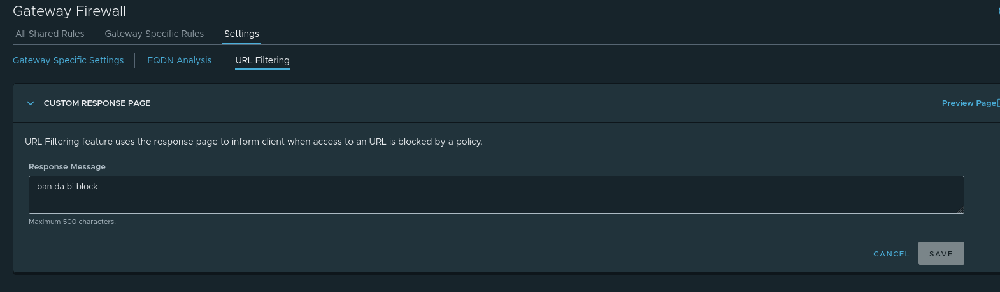 Gateway Firewall
All Shared Rules Gateway Specific Rules Settings
Gateway Specific Settings FQDN Analysis URL Filtering
CUSTOM RESPONSE PAGE Preview Page
URL Filtering feature uses the response page to inform client when access to an URL is blocked by a policy.
Response Message
ban da bi block
Maximum 500 characters.
CANCEL SAVE